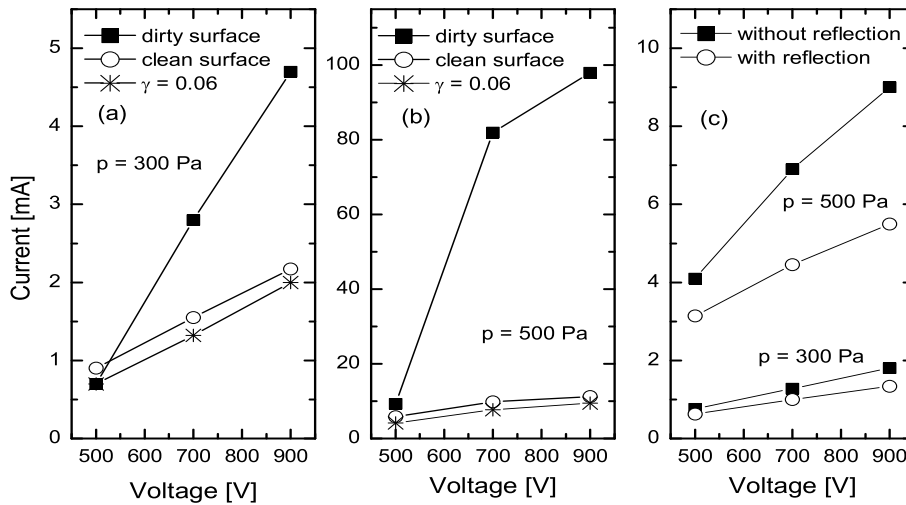 5
4
3
2
1
0
dirty surface
clean surface
γ = 0.06
(a)
p = 300 Pa
500 600 700 800 900
Voltage [V]
Current [mA]
100
80
60
40
20
0
dirty surface
clean surface
γ = 0.06
(b)
p = 500 Pa
500 600 700 800 900
Voltage [V]
10
8
6
4
2
0
without reflection
with reflection
(c)
p = 500 Pa
p = 300 Pa
500 600 700 800 900
Voltage [V]